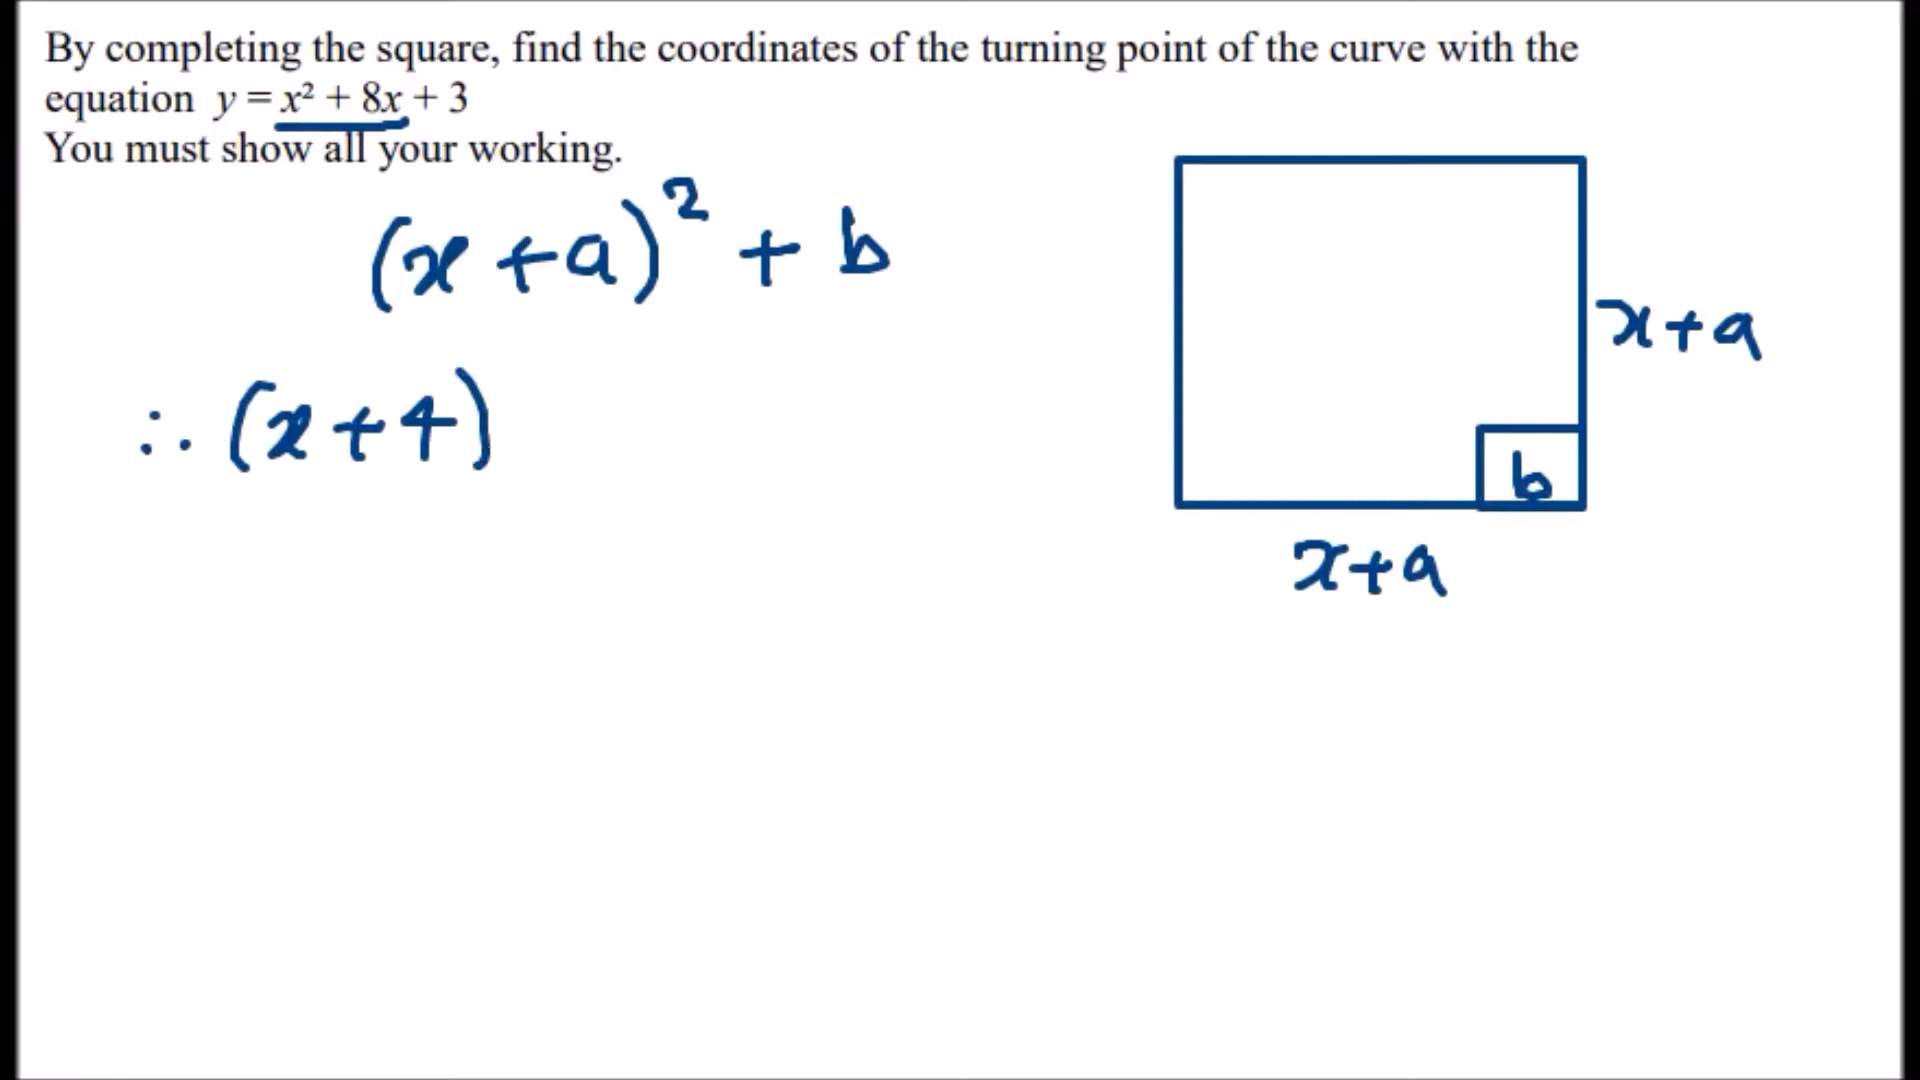 By completing the square, find the coordinates of the turning point of the curve with the
equation y = x² + 8x + 3
You must show all your working.
(x + a)² + b
∴ (x + 4)
x + a
b
x + a